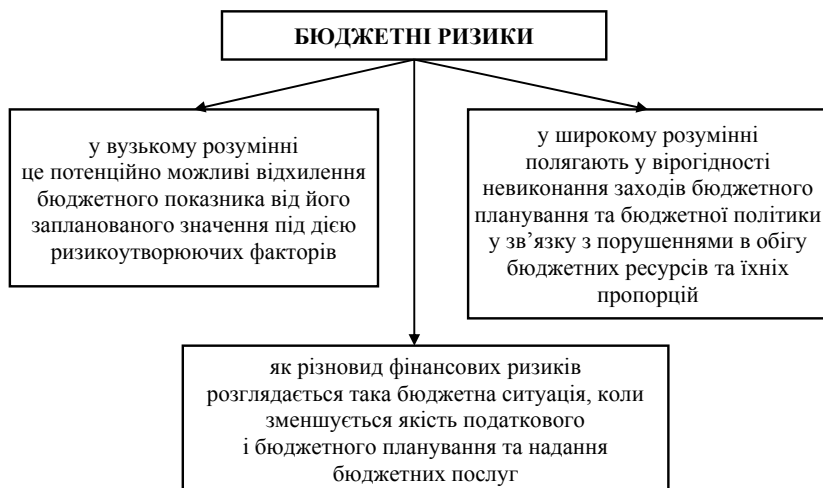 БЮДЖЕТНІ РИЗИКИ
у вузькому розумінні
це потенційно можливі відхилення
бюджетного показника від його
запланованого значення під дією
ризикоутворюючих факторів
у широкому розумінні
полягають у вірогідності
невиконання заходів бюджетного
планування та бюджетної політики
у зв’язку з порушеннями в обігу
бюджетних ресурсів та їхніх
пропорцій
як різновид фінансових ризиків
розглядається така бюджетна ситуація, коли
зменшується якість податкового
і бюджетного планування та надання
бюджетних послуг